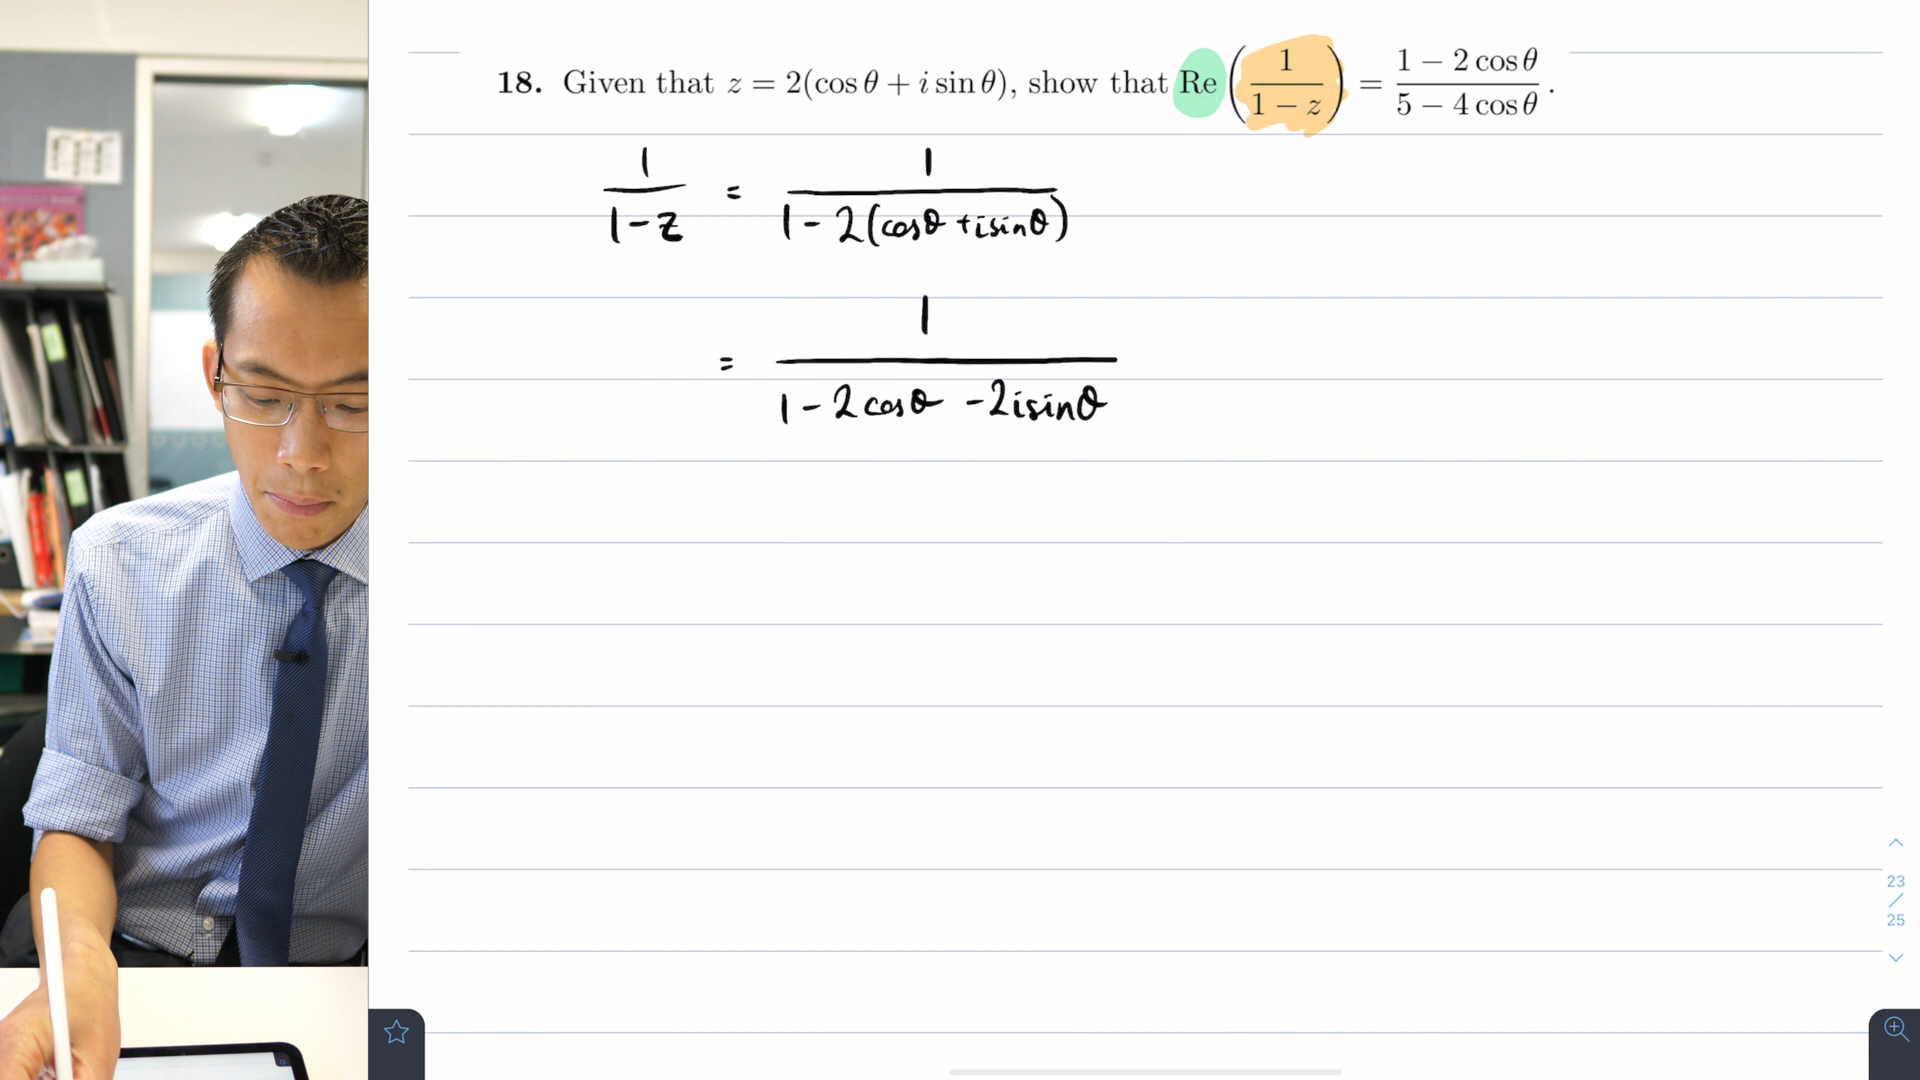 18. Given that z = 2(cos θ + i sin θ), show that Re(1/(1 − z)) = (1 − 2 cos θ)/(5 − 4 cos θ).
1/(1−z) = 1/(1 − 2(cosθ + isinθ))
= 1/(1 − 2cosθ − 2isinθ)
23
/
25